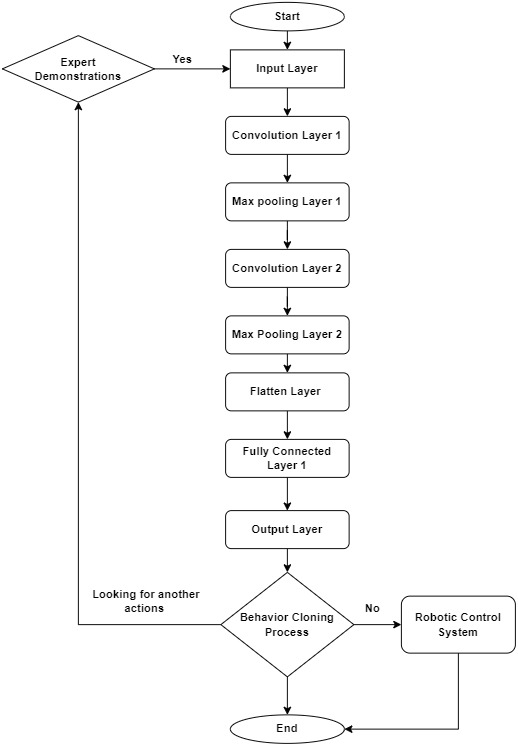 Start
Expert
Demonstrations
Yes
Input Layer
Convolution Layer 1
Max pooling Layer 1
Convolution Layer 2
Max Pooling Layer 2
Flatten Layer
Fully Connected
Layer 1
Output Layer
Looking for another
actions
Behavior Cloning
Process
No
Robotic Control
System
End